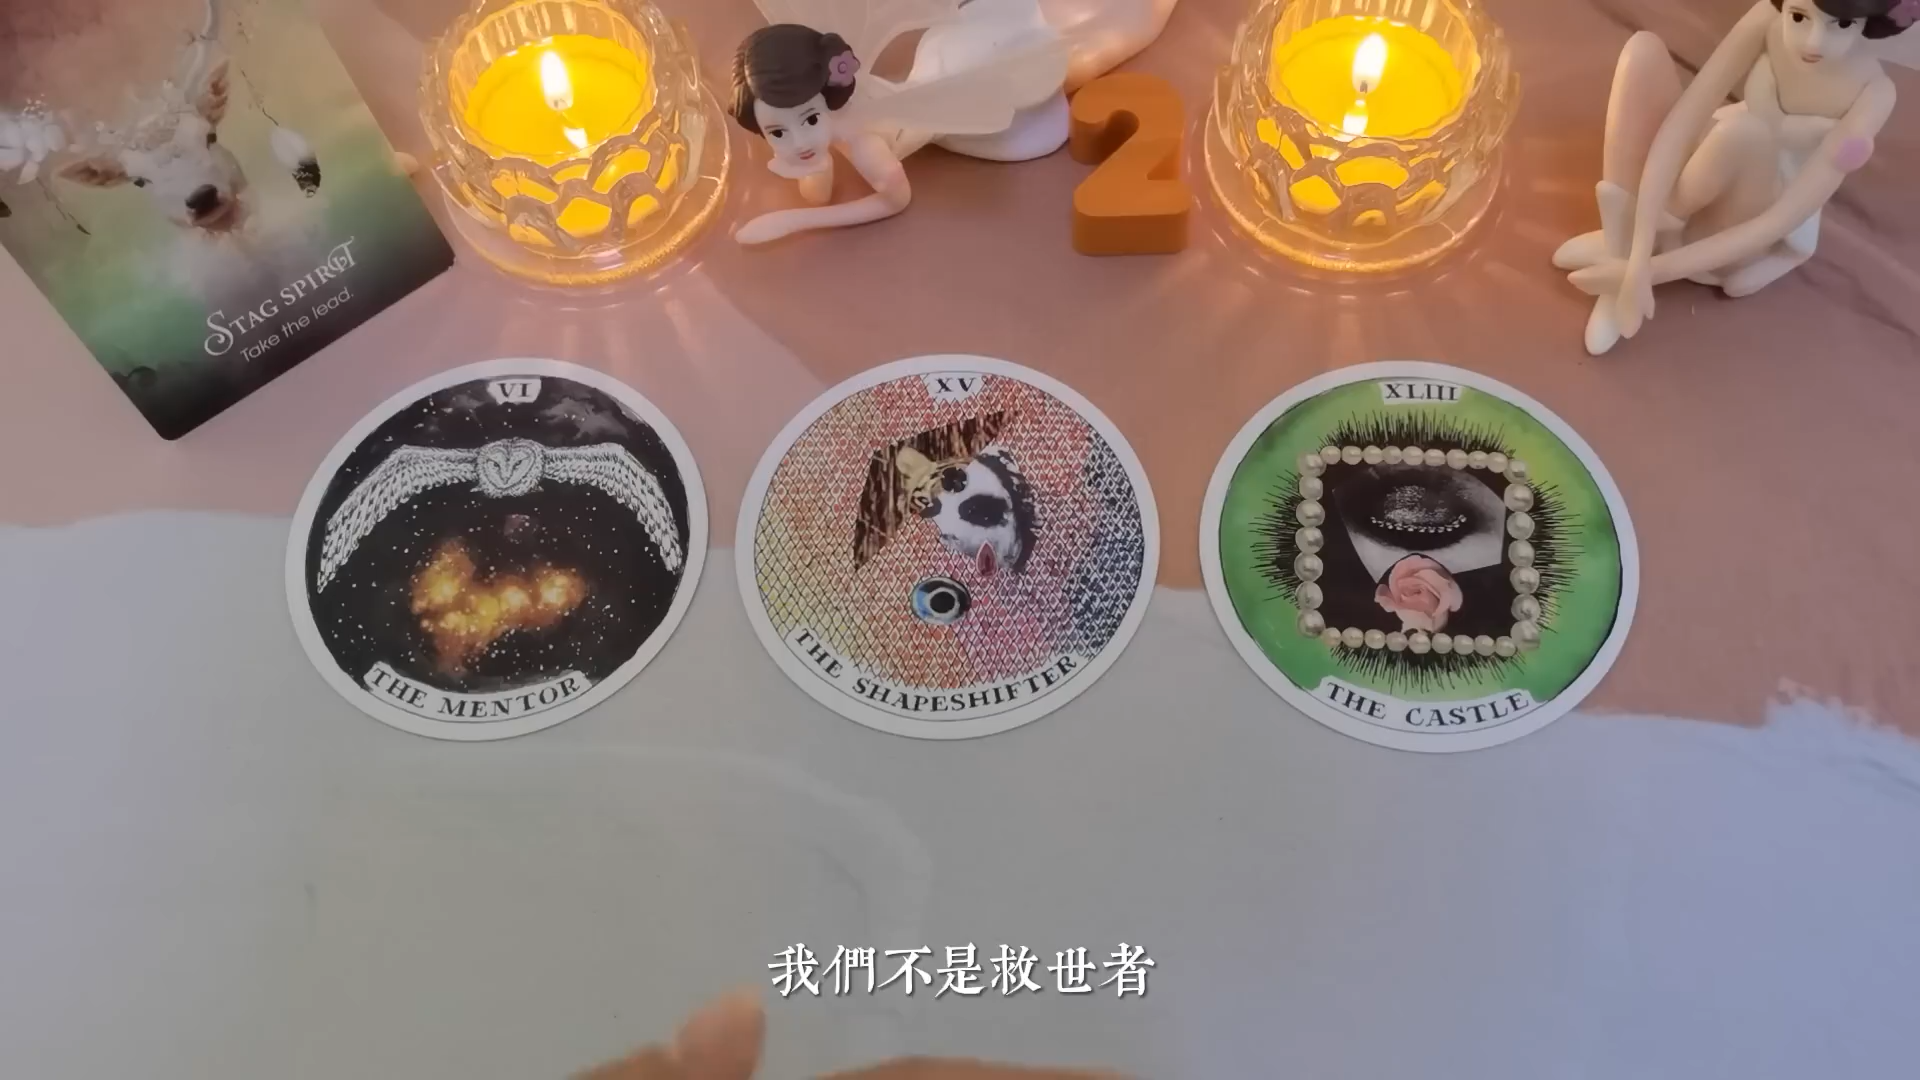 STAG SPIRIT
Take the lead.
2
VI
THE MENTOR
XV
THE SHAPESHIFTER
XLIII
THE CASTLE
我們不是救世者